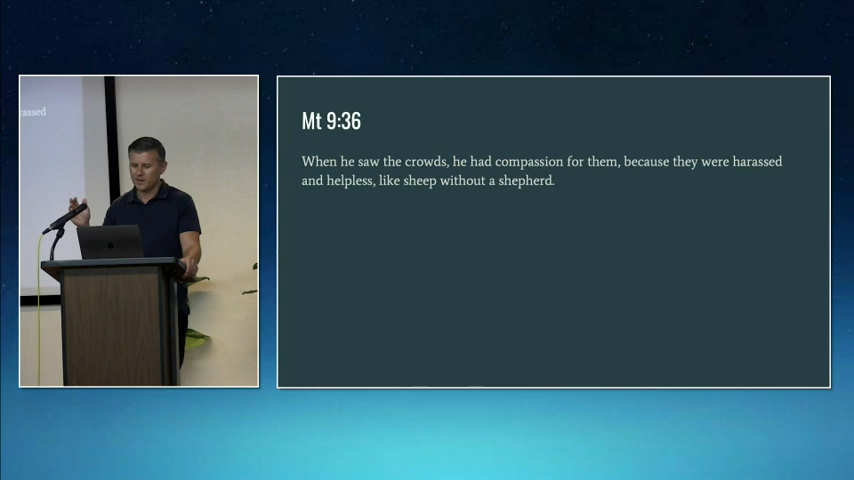 rassed
Mt 9:36
When he saw the crowds, he had compassion for them, because they were harassed
and helpless, like sheep without a shepherd.